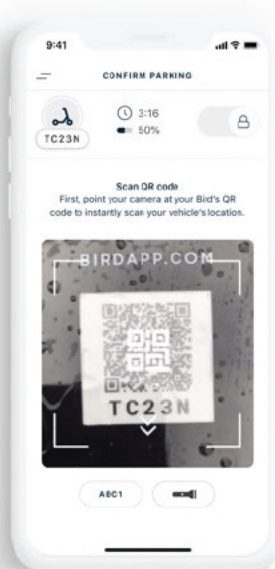 9:41
CONFIRM PARKING
TC23N
3:16
50%
Scan QR code
First, point your camera at your Bird's QR
code to instantly scan your vehicle's location.
BIRDAPP.COM
TC23N
ABC1